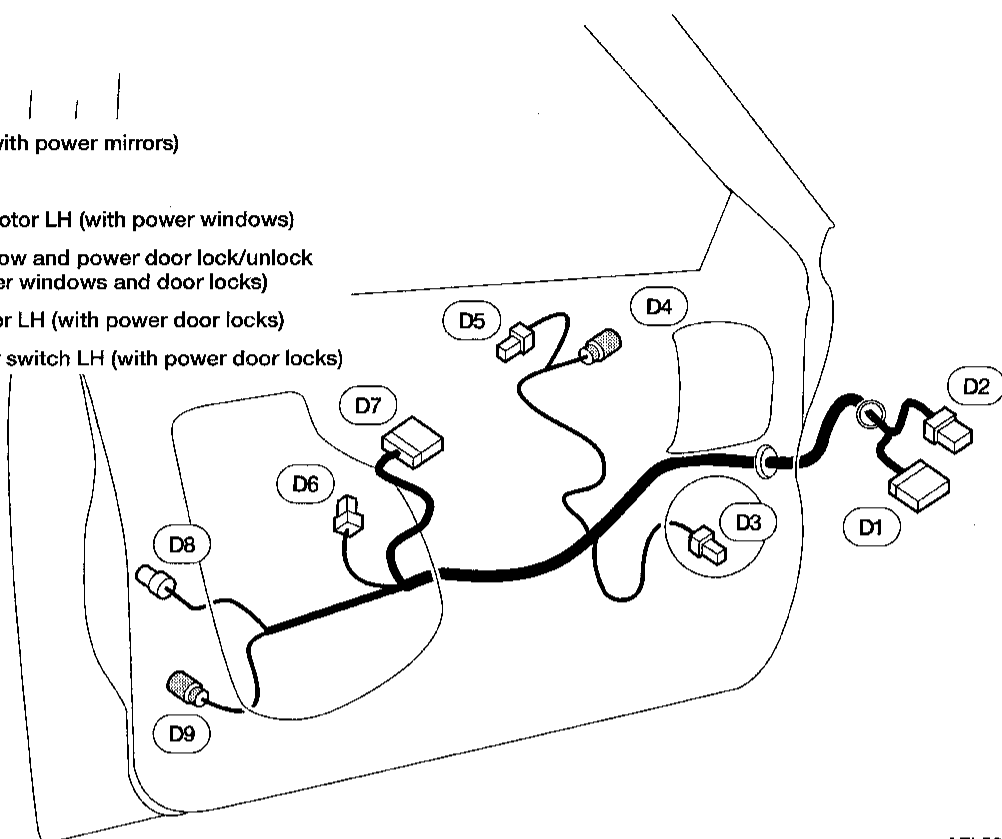 with power mirrors)
otor LH (with power windows)
ow and power door lock/unlock
er windows and door locks)
or LH (with power door locks)
switch LH (with power door locks)
D5
D4
D2
D7
D6
D3
D1
D8
D9